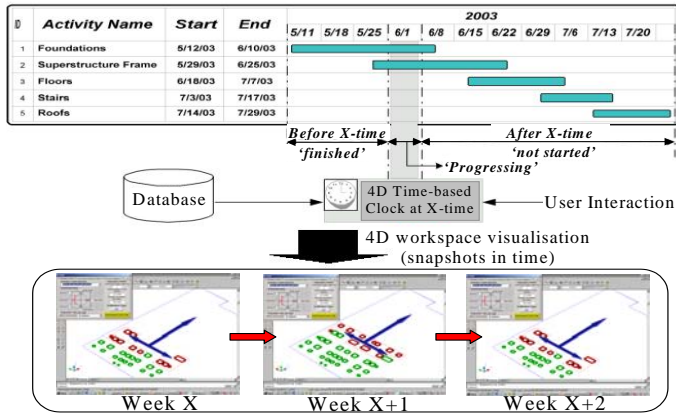 ID Activity Name Start End 2003
5/11 5/18 5/25 6/1 6/8 6/15 6/22 6/29 7/6 7/13 7/20
1 Foundations 5/12/03 6/10/03
2 Superstructure Frame 5/29/03 6/25/03
3 Floors 6/18/03 7/7/03
4 Stairs 7/3/03 7/17/03
5 Roofs 7/14/03 7/29/03
Before X-time After X-time
'finished' 'not started'
'Progressing'
Database
4D Time-based
Clock at X-time
User Interaction
4D workspace visualisation
(snapshots in time)
Week X Week X+1 Week X+2